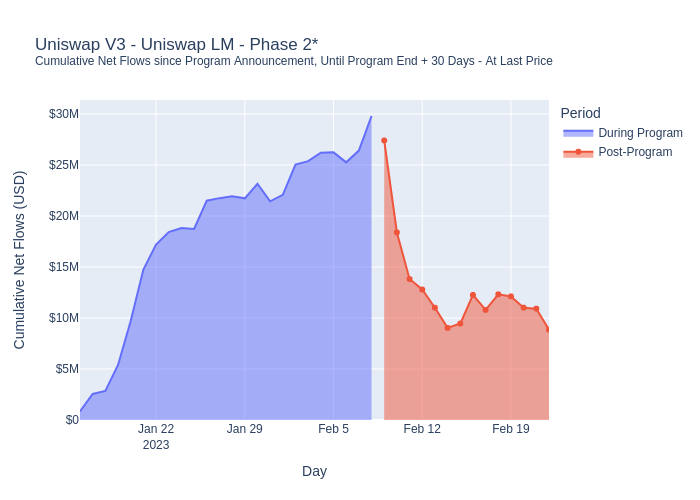 Uniswap V3 - Uniswap LM - Phase 2*
Cumulative Net Flows since Program Announcement, Until Program End + 30 Days - At Last Price
Period
During Program
Post-Program
Cumulative Net Flows (USD)
$30M
$25M
$20M
$15M
$10M
$5M
$0
Jan 22
2023
Jan 29
Feb 5
Feb 12
Feb 19
Day